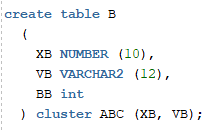 create table B
(
XB NUMBER (10),
VB VARCHAR2 (12),
BB int
) cluster ABC (XB, VB);